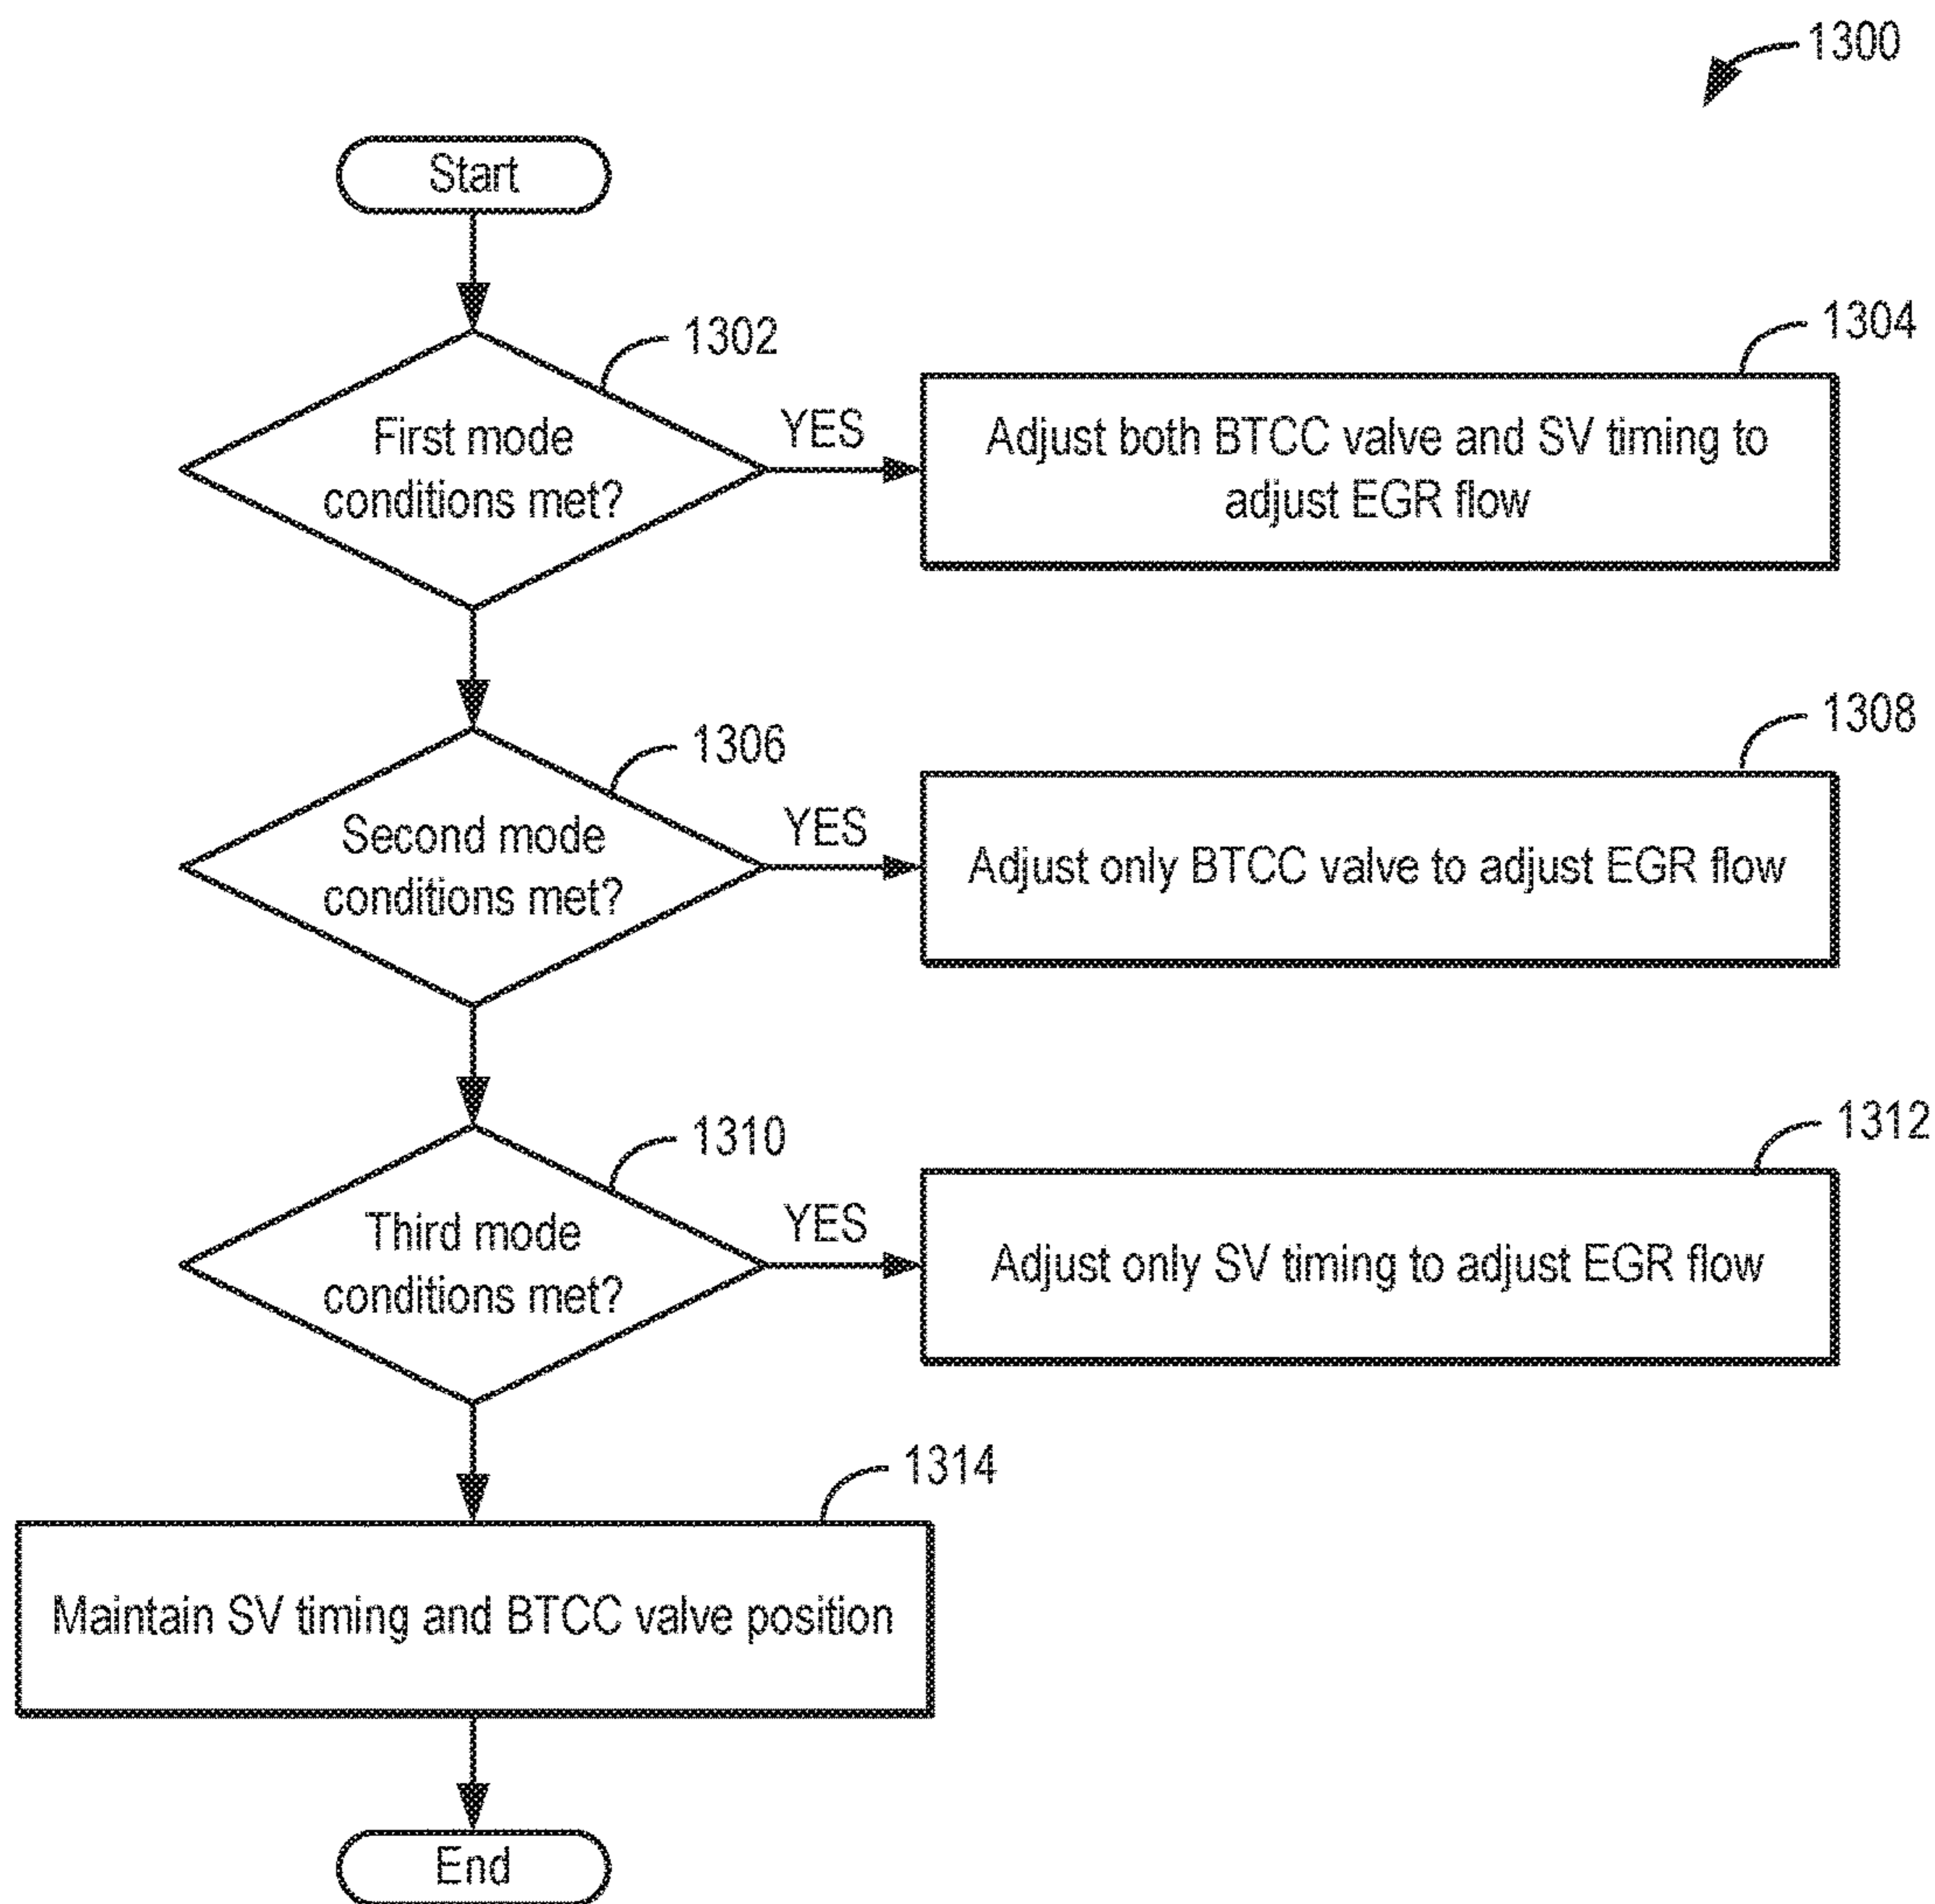 1300
Start
1302
First mode
conditions met?
YES
1304
Adjust both BTCC valve and SV timing to
adjust EGR flow
1306
Second mode
conditions met?
YES
1308
Adjust only BTCC valve to adjust EGR flow
1310
Third mode
conditions met?
YES
1312
Adjust only SV timing to adjust EGR flow
1314
Maintain SV timing and BTCC valve position
End